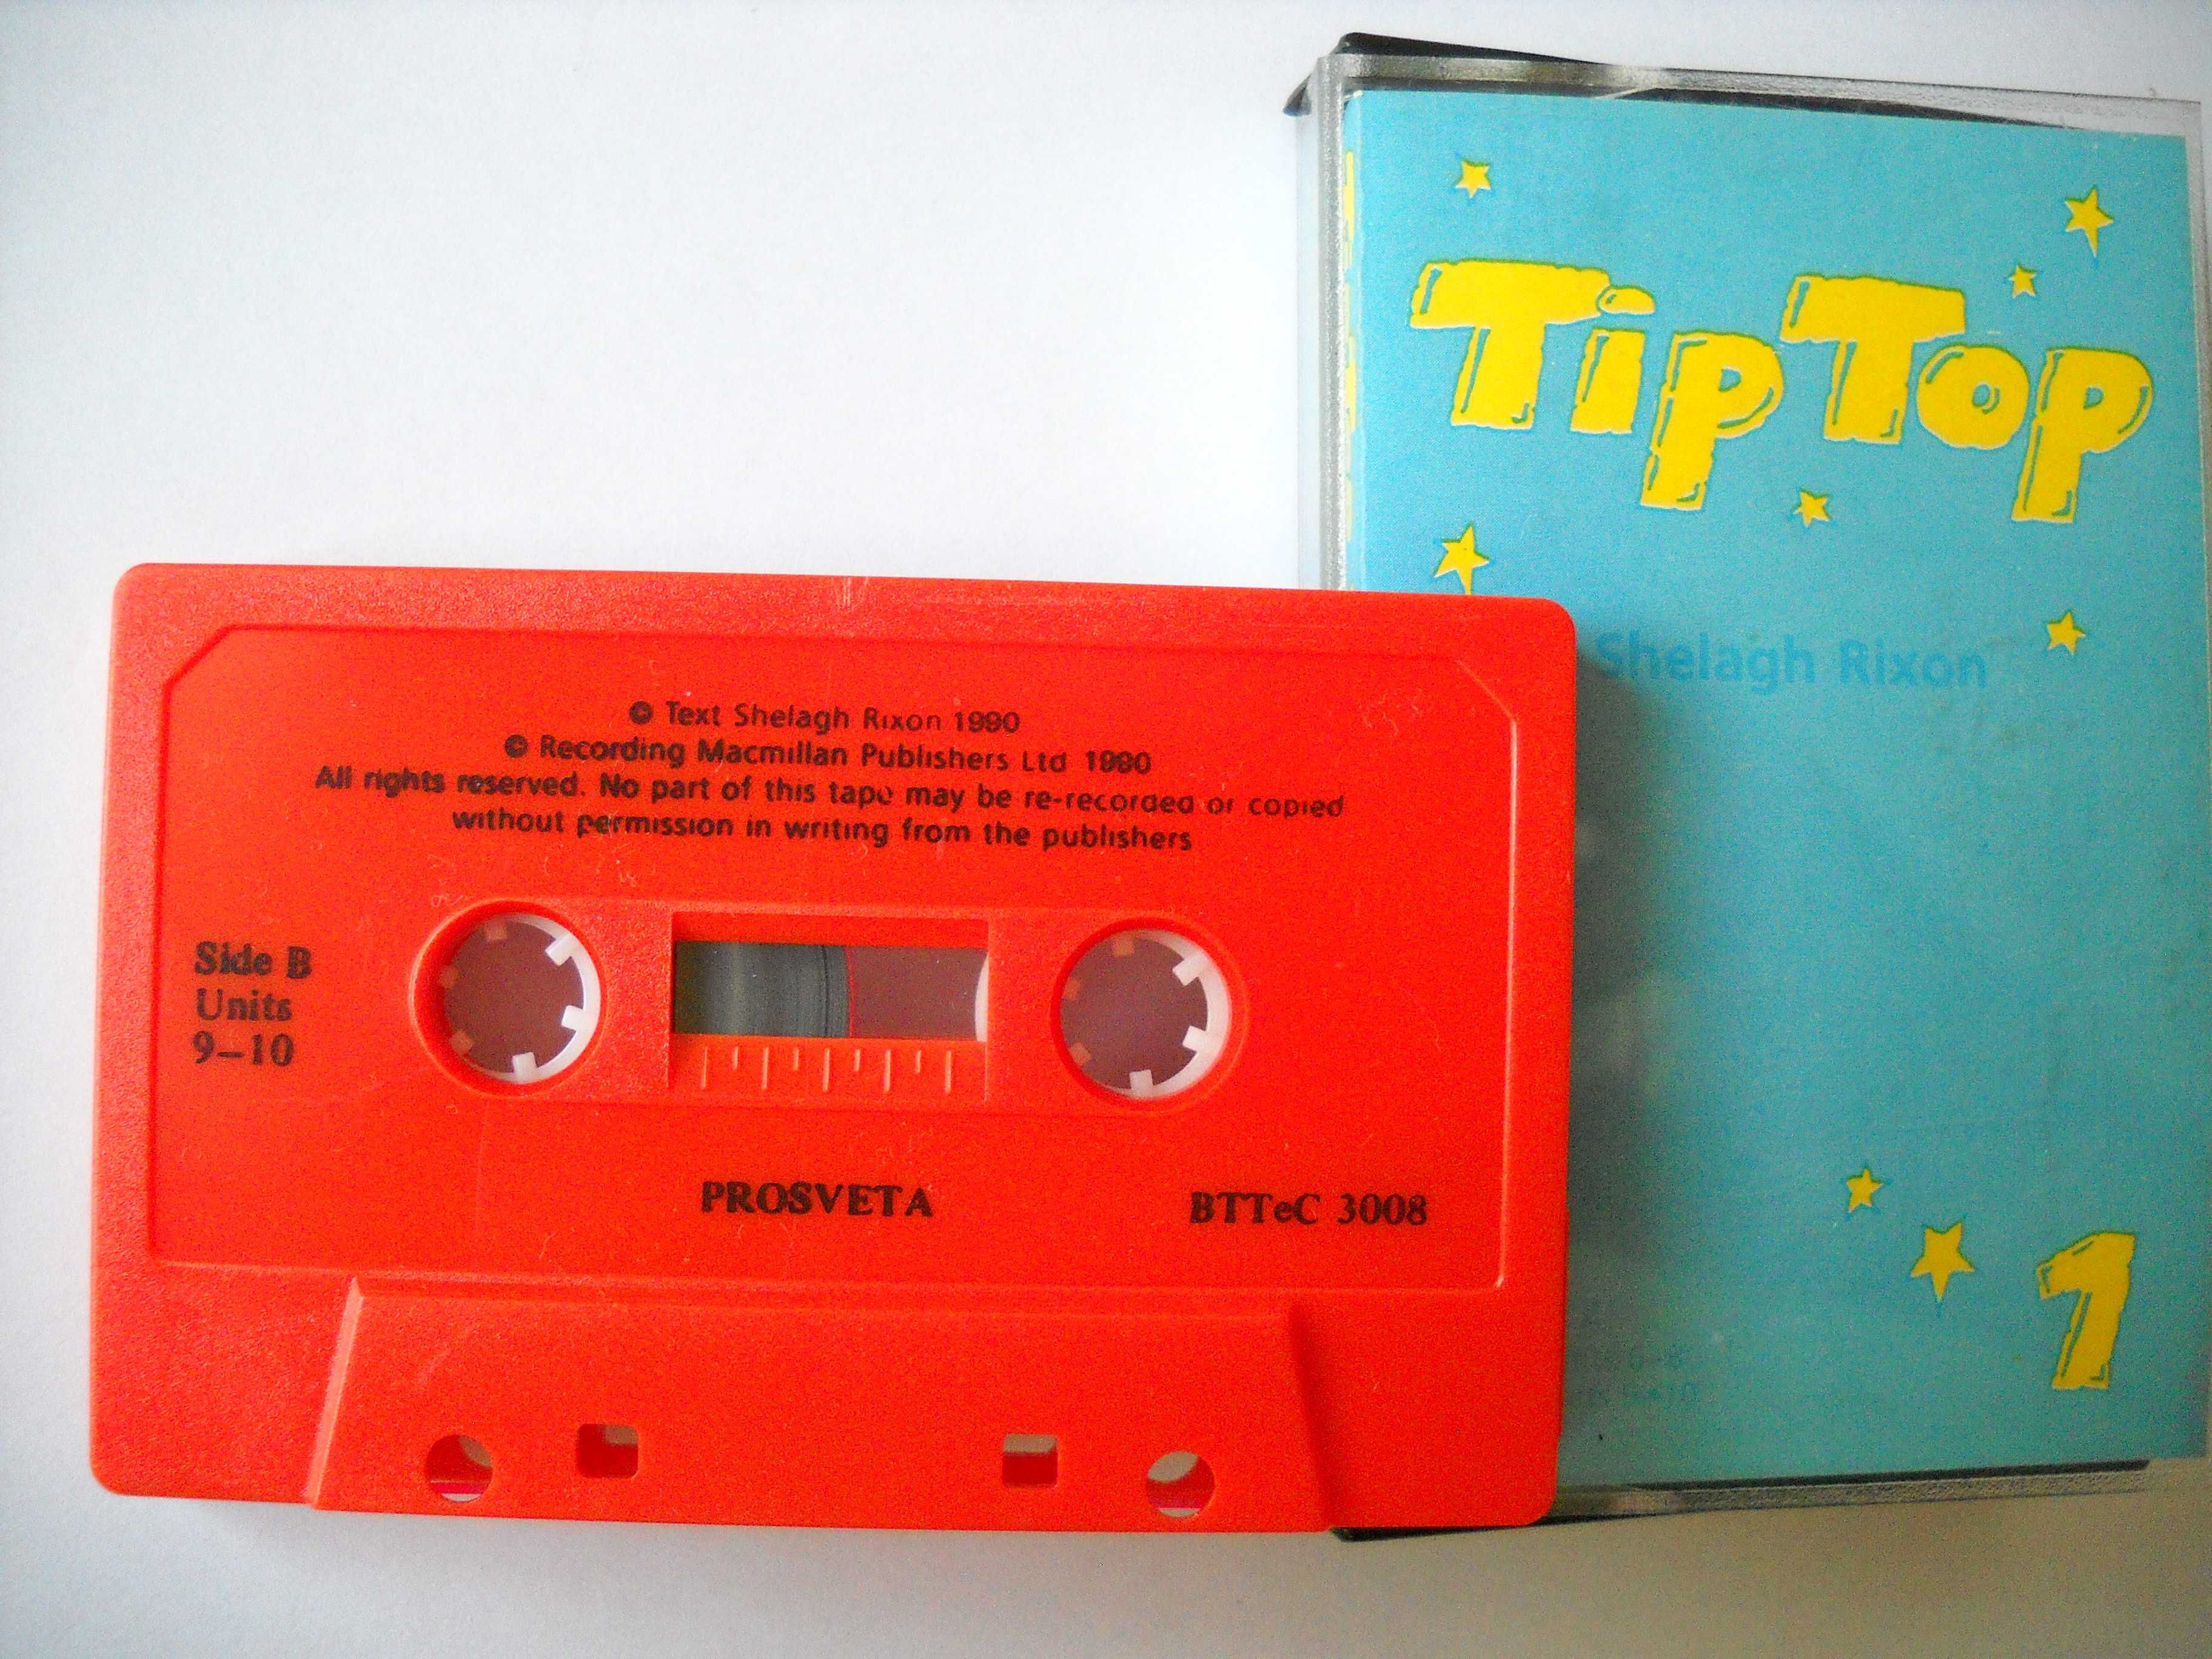 Tip Top
Shelagh Rixon
1
© Text Shelagh Rixon 1990
© Recording Macmillan Publishers Ltd 1990
All rights reserved. No part of this tape may be re-recorded or copied
without permission in writing from the publishers
Side B
Units
9–10
PROSVETA
BTTeC 3008